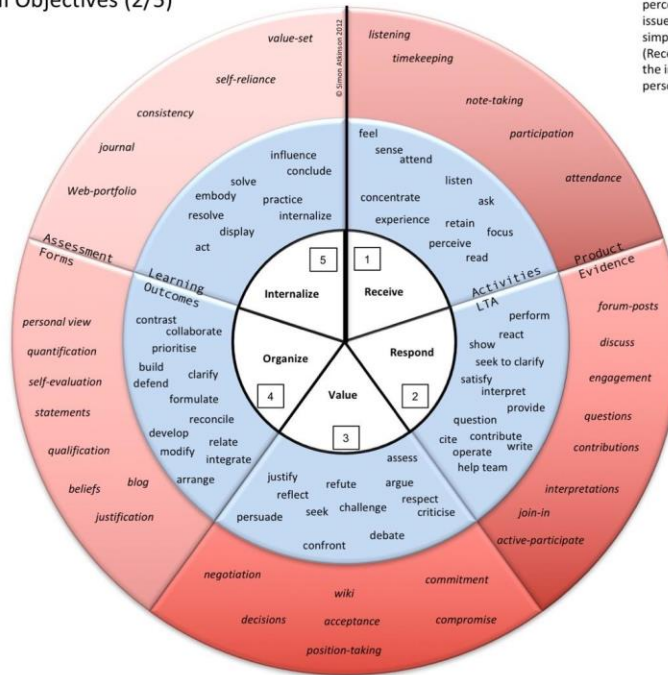 l Objectives (2/5)
perce
issue
simp
(Rece
the i
perso
© Simon Atkinson 2012
value-set
self-reliance
consistency
journal
Web-portfolio
listening
timekeeping
note-taking
participation
attendance
influence
conclude
solve
embody
practice
resolve
internalize
display
act
feel
sense
attend
listen
concentrate
ask
experience
retain
focus
perceive
read
Assessment
Forms
Learning
Outcomes
Activities
LTA
Product
Evidence
5
Internalize
1
Receive
Organize
4
Respond
2
Value
3
personal view
quantification
self-evaluation
statements
qualification
beliefs
blog
justification
contrast
collaborate
prioritise
build
defend
clarify
formulate
reconcile
develop
relate
modify
integrate
arrange
perform
react
show
seek to clarify
satisfy
interpret
provide
question
cite
contribute
write
operate
help team
forum-posts
discuss
engagement
questions
contributions
interpretations
join-in
active-participate
assess
justify
refute
argue
reflect
respect
persuade
seek
challenge
criticise
debate
confront
negotiation
commitment
wiki
decisions
acceptance
compromise
position-taking